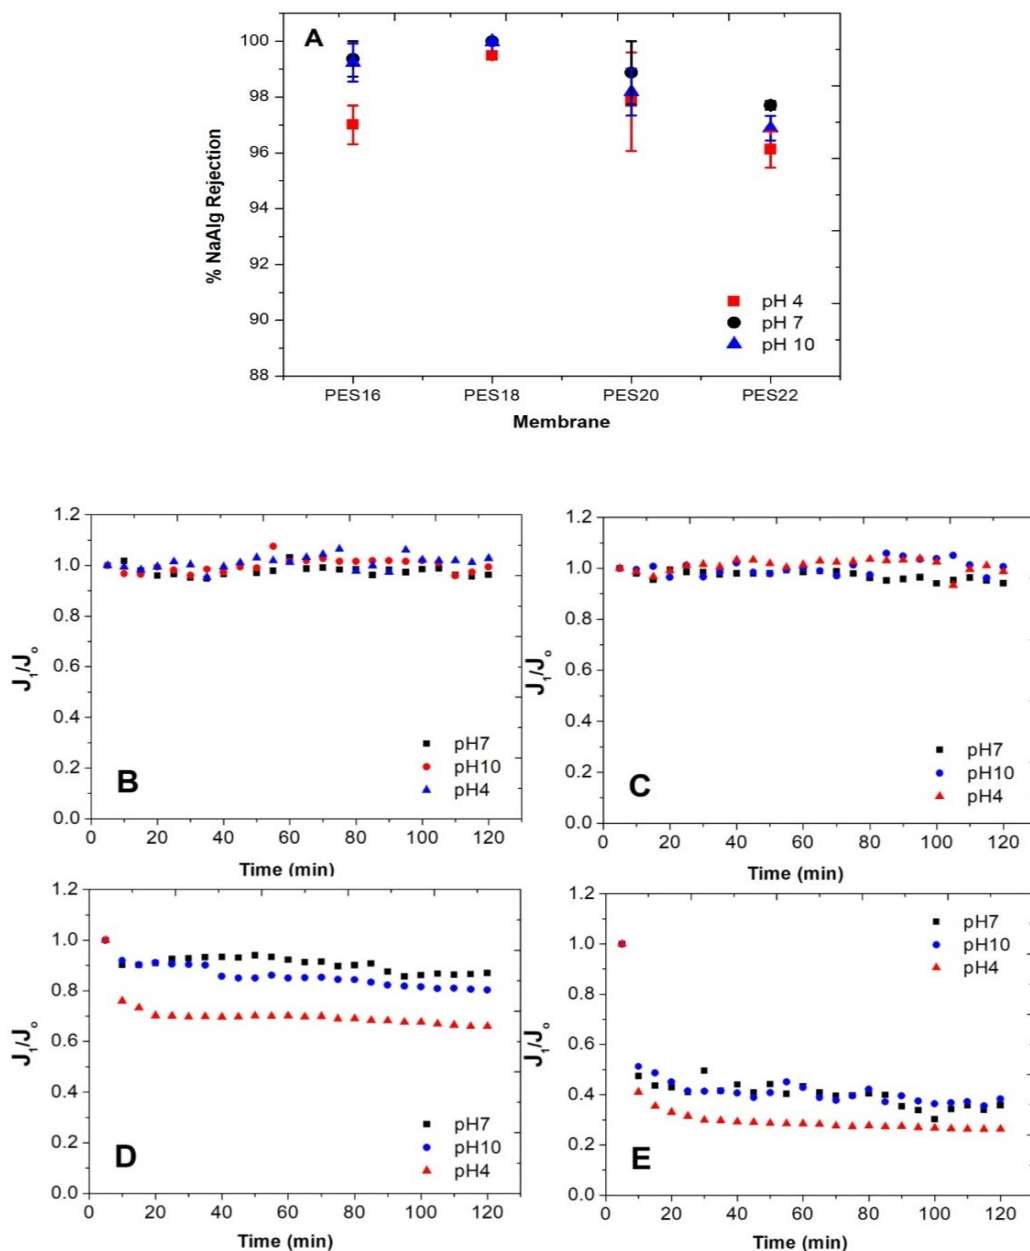 A
100
98
96
94
92
90
88
% NaAlg Rejection
pH 4
pH 7
pH 10
PES16 PES18 PES20 PES22
Membrane
1.2
1.0
0.8
0.6
0.4
0.2
0.0
J₁/Jₒ
pH7
pH10
pH4
B
0 20 40 60 80 100 120
Time (min)
1.2
1.0
0.8
0.6
0.4
0.2
0.0
J₁/Jₒ
pH7
pH10
pH4
C
0 20 40 60 80 100 120
Time (min)
1.2
1.0
0.8
0.6
0.4
0.2
0.0
J₁/Jₒ
pH7
pH10
pH4
D
0 20 40 60 80 100 120
Time (min)
1.2
1.0
0.8
0.6
0.4
0.2
0.0
J₁/Jₒ
pH7
pH10
pH4
E
0 20 40 60 80 100 120
Time (min)